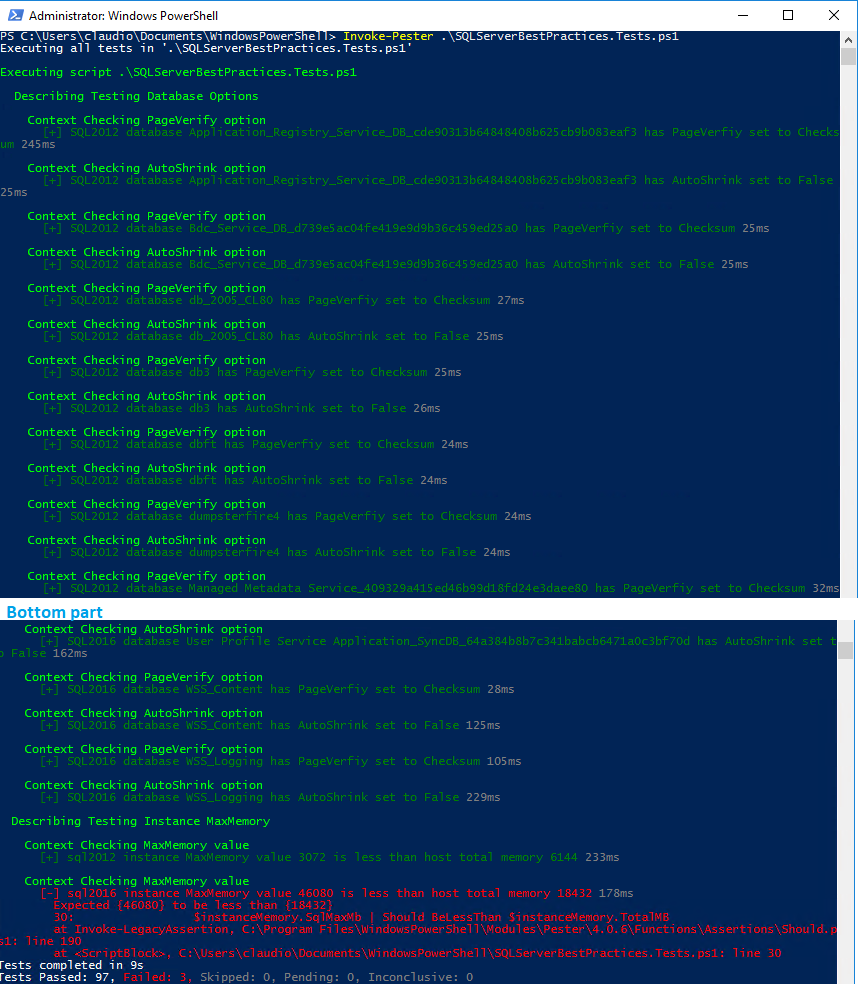 Administrator: Windows PowerShell
PS C:\Users\claudio\Documents\WindowsPowerShell> Invoke-Pester .\SQLServerBestPractices.Tests.ps1
Executing all tests in '.\SQLServerBestPractices.Tests.ps1'
Executing script .\SQLServerBestPractices.Tests.ps1
Describing Testing Database Options
Context Checking PageVerify option
[+] SQL2012 database Application_Registry_Service_DB_cde90313b64848408b625cb9b083eaf3 has PageVerfiy set to Checks
um 245ms
Context Checking AutoShrink option
[+] SQL2012 database Application_Registry_Service_DB_cde90313b64848408b625cb9b083eaf3 has AutoShrink set to False
25ms
Context Checking PageVerify option
[+] SQL2012 database Bdc_Service_DB_d739e5ac04fe419e9d9b36c459ed25a0 has PageVerfiy set to Checksum 25ms
Context Checking AutoShrink option
[+] SQL2012 database Bdc_Service_DB_d739e5ac04fe419e9d9b36c459ed25a0 has AutoShrink set to False 25ms
Context Checking PageVerify option
[+] SQL2012 database db_2005_CL80 has PageVerfiy set to Checksum 27ms
Context Checking AutoShrink option
[+] SQL2012 database db_2005_CL80 has AutoShrink set to False 25ms
Context Checking PageVerify option
[+] SQL2012 database db3 has PageVerfiy set to Checksum 25ms
Context Checking AutoShrink option
[+] SQL2012 database db3 has AutoShrink set to False 26ms
Context Checking PageVerify option
[+] SQL2012 database dbft has PageVerfiy set to Checksum 24ms
Context Checking AutoShrink option
[+] SQL2012 database dbft has AutoShrink set to False 24ms
Context Checking PageVerify option
[+] SQL2012 database dumpsterfire4 has PageVerfiy set to Checksum 24ms
Context Checking AutoShrink option
[+] SQL2012 database dumpsterfire4 has AutoShrink set to False 24ms
Context Checking PageVerify option
[+] SQL2012 database Managed Metadata Service_409329a415ed46b99d18fd24e3daee80 has PageVerfiy set to Checksum 32ms
Bottom part
Context Checking AutoShrink option
[+] SQL2016 database User Profile Service Application_SyncDB_64a384b8b7c341babcb6471a0c3bf70d has AutoShrink set t
o False 162ms
Context Checking PageVerify option
[+] SQL2016 database WSS_Content has PageVerfiy set to Checksum 28ms
Context Checking AutoShrink option
[+] SQL2016 database WSS_Content has AutoShrink set to False 125ms
Context Checking PageVerify option
[+] SQL2016 database WSS_Logging has PageVerfiy set to Checksum 105ms
Context Checking AutoShrink option
[+] SQL2016 database WSS_Logging has AutoShrink set to False 229ms
Describing Testing Instance MaxMemory
Context Checking MaxMemory value
[+] sql2012 instance MaxMemory value 3072 is less than host total memory 6144 233ms
Context Checking MaxMemory value
[-] sql2016 instance MaxMemory value 46080 is less than host total memory 18432 178ms
Expected {46080} to be less than {18432}
30: $instanceMemory.SqlMaxMb | Should BeLessThan $instanceMemory.TotalMB
at Invoke-LegacyAssertion, C:\Program Files\WindowsPowerShell\Modules\Pester\4.0.6\Functions\Assertions\Should.p
s1: line 190
at <ScriptBlock>, C:\Users\claudio\Documents\WindowsPowerShell\SQLServerBestPractices.Tests.ps1: line 30
Tests completed in 9s
Tests Passed: 97, Failed: 3, Skipped: 0, Pending: 0, Inconclusive: 0